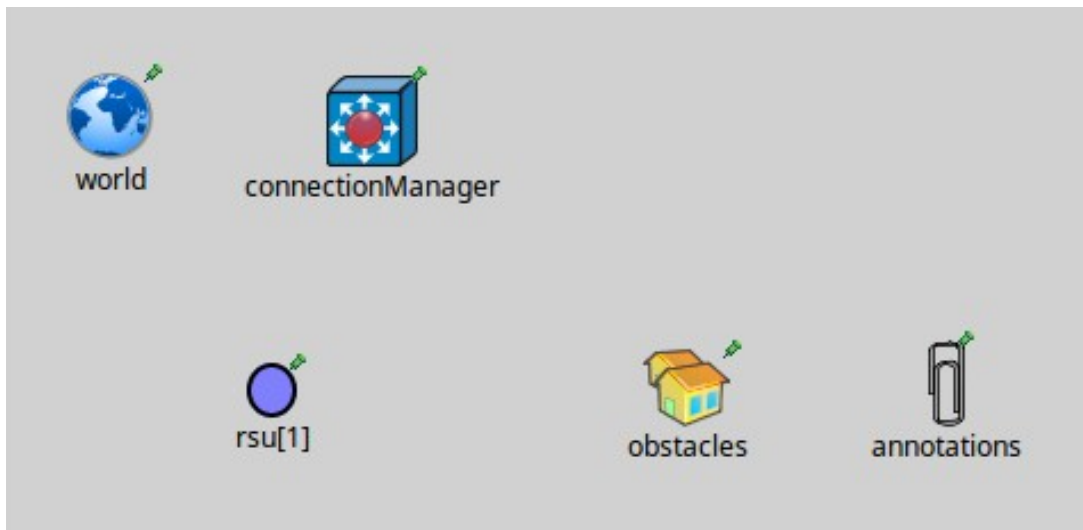 world
connectionManager
rsu[1]
obstacles
annotations